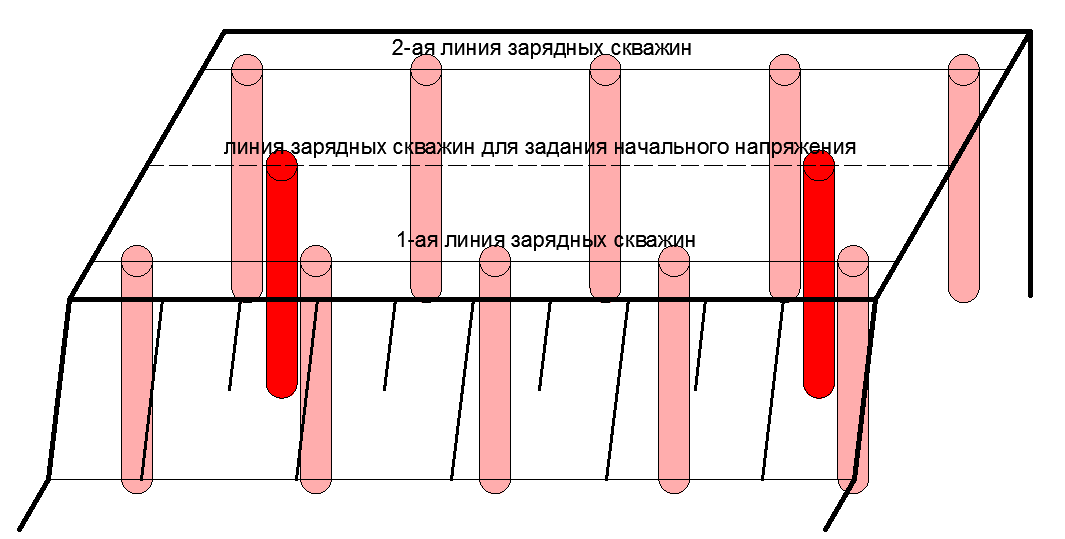 2-ая линия зарядных скважин
линия зарядных скважин для задания начального напряжения
1-ая линия зарядных скважин